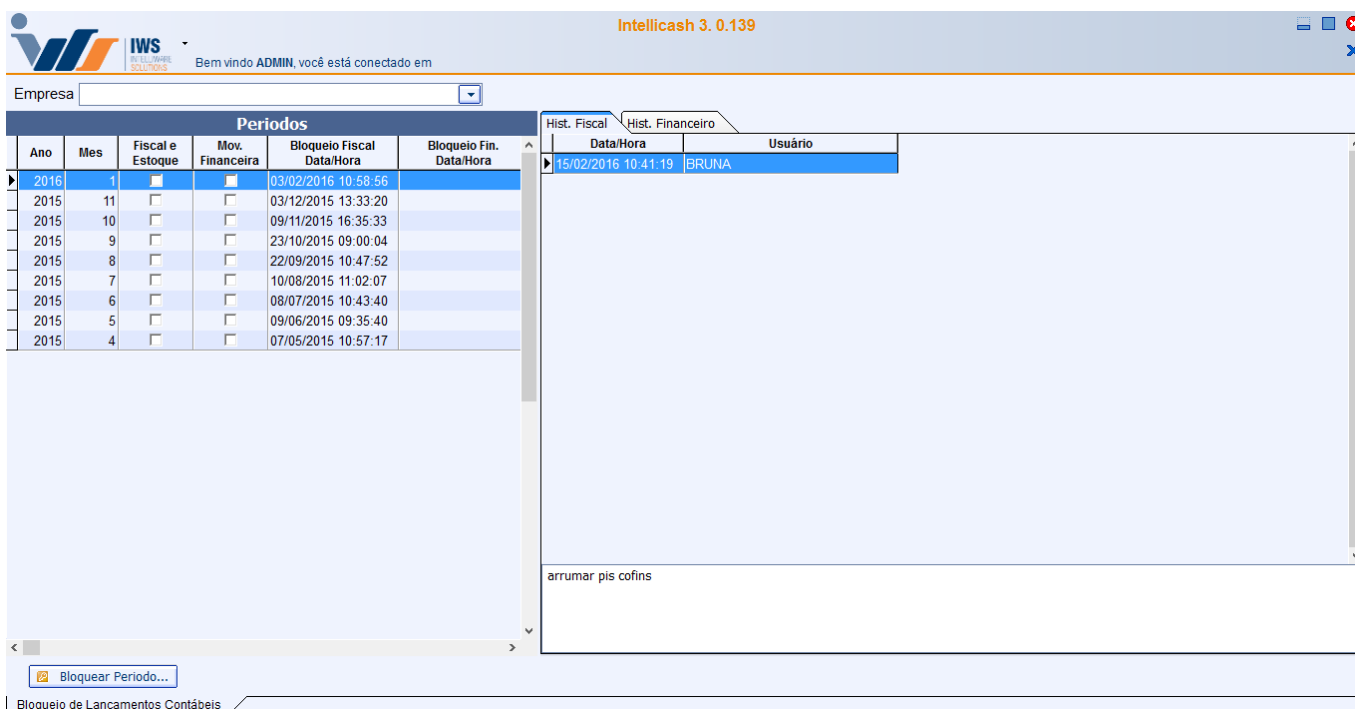 Intellicash 3. 0.139
IWS
INTELLIWARE
SOLUTIONS
Bem vindo ADMIN, você está conectado em
Empresa
Periodos
Ano Mes Fiscal e Estoque Mov. Financeira Bloqueio Fiscal Data/Hora Bloqueio Fin. Data/Hora
2016 1 03/02/2016 10:58:56
2015 11 03/12/2015 13:33:20
2015 10 09/11/2015 16:35:33
2015 9 23/10/2015 09:00:04
2015 8 22/09/2015 10:47:52
2015 7 10/08/2015 11:02:07
2015 6 08/07/2015 10:43:40
2015 5 09/06/2015 09:35:40
2015 4 07/05/2015 10:57:17
Hist. Fiscal Hist. Financeiro
Data/Hora Usuário
15/02/2016 10:41:19 BRUNA
arrumar pis cofins
Bloquear Periodo...
Bloqueio de Lançamentos Contábeis